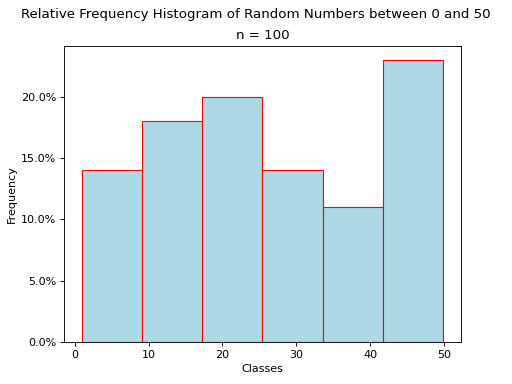 Relative Frequency Histogram of Random Numbers between 0 and 50
n = 100
20.0%
15.0%
10.0%
5.0%
0.0%
Frequency
0 10 20 30 40 50
Classes